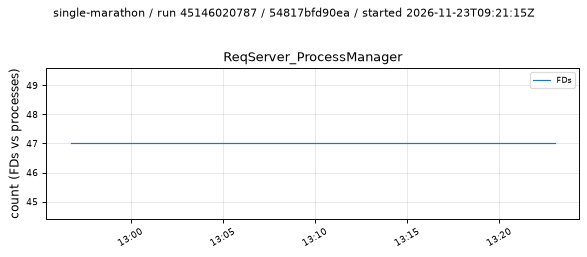 single-marathon / run 45146020787 / 54817bfd90ea / started 2026-11-23T09:21:15Z
ReqServer_ProcessManager
FDs
count (FDs vs processes)
49
48
47
46
45
13:00
13:05
13:10
13:15
13:20